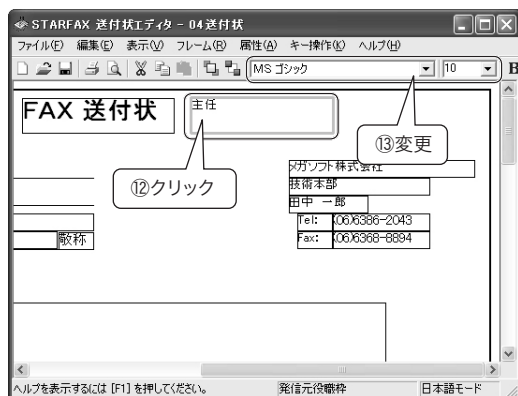 STARFAX 送付状エディタ - 04送付状
ファイル(F) 編集(E) 表示(V) フレーム(R) 属性(A) キー操作(K) ヘルプ(H)
MS ゴシック 10 B
FAX 送付状
主任
⑬変更
⑫クリック
メガソフト株式会社
技術本部
田中 一郎
Tel: (06)6386-2043
敬称
Fax: (06)6368-8894
ヘルプを表示するには [F1] を押してください。 発信元役職枠 日本語モード